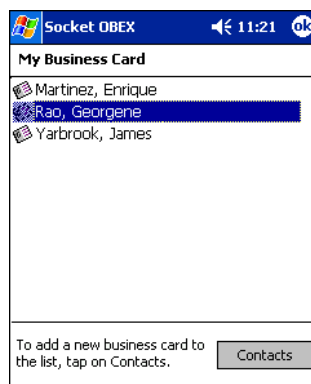 Socket OBEX 11:21 ok
My Business Card
Martinez, Enrique
Rao, Georgene
Yarbrook, James
To add a new business card to
the list, tap on Contacts.
Contacts